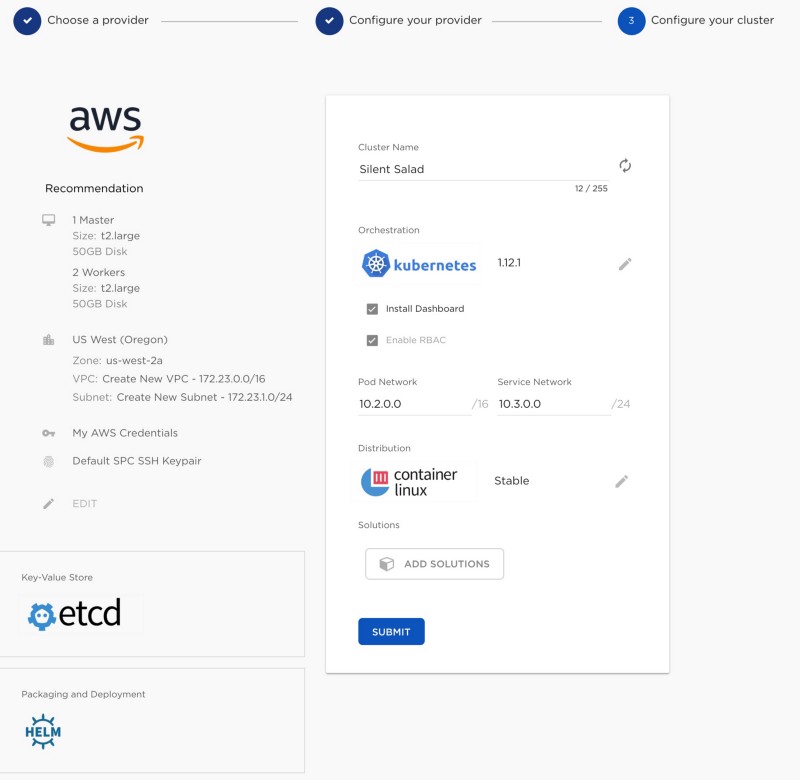 Choose a provider
Configure your provider
3 Configure your cluster
aws
Recommendation
1 Master
Size: t2.large
50GB Disk
2 Workers
Size: t2.large
50GB Disk
US West (Oregon)
Zone: us-west-2a
VPC: Create New VPC - 172.23.0.0/16
Subnet: Create New Subnet - 172.23.1.0/24
My AWS Credentials
Default SPC SSH Keypair
EDIT
Key-Value Store
etcd
Packaging and Deployment
HELM
Cluster Name
Silent Salad
12 / 255
Orchestration
kubernetes 1.12.1
Install Dashboard
Enable RBAC
Pod Network Service Network
10.2.0.0 /16 10.3.0.0 /24
Distribution
container
linux
Stable
Solutions
ADD SOLUTIONS
SUBMIT